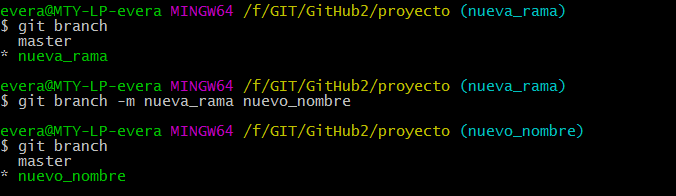 evera@MTY-LP-evera MINGW64 /f/GIT/GitHub2/proyecto (nueva_rama)
$ git branch
  master
* nueva_rama

evera@MTY-LP-evera MINGW64 /f/GIT/GitHub2/proyecto (nueva_rama)
$ git branch -m nueva_rama nuevo_nombre

evera@MTY-LP-evera MINGW64 /f/GIT/GitHub2/proyecto (nuevo_nombre)
$ git branch
  master
* nuevo_nombre